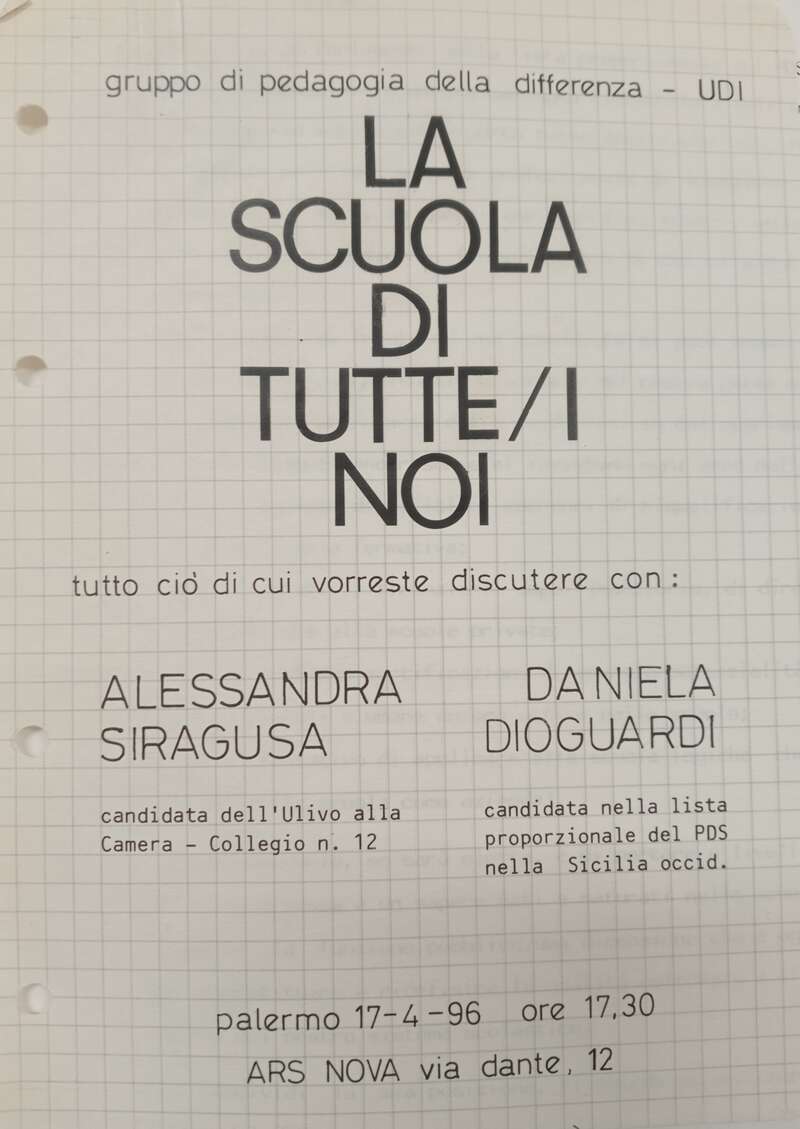 gruppo di pedagogia della differenza - UDI
LA
SCUOLA
DI
TUTTE/I
NOI
tutto ciò di cui vorreste discutere con:
ALESSANDRA
SIRAGUSA
candidata dell'Ulivo alla
Camera - Collegio n. 12
DANIELA
DIOGUARDI
candidata nella lista
proporzionale del PDS
nella Sicilia occid.
palermo 17-4-96 ore 17,30
ARS NOVA via dante, 12